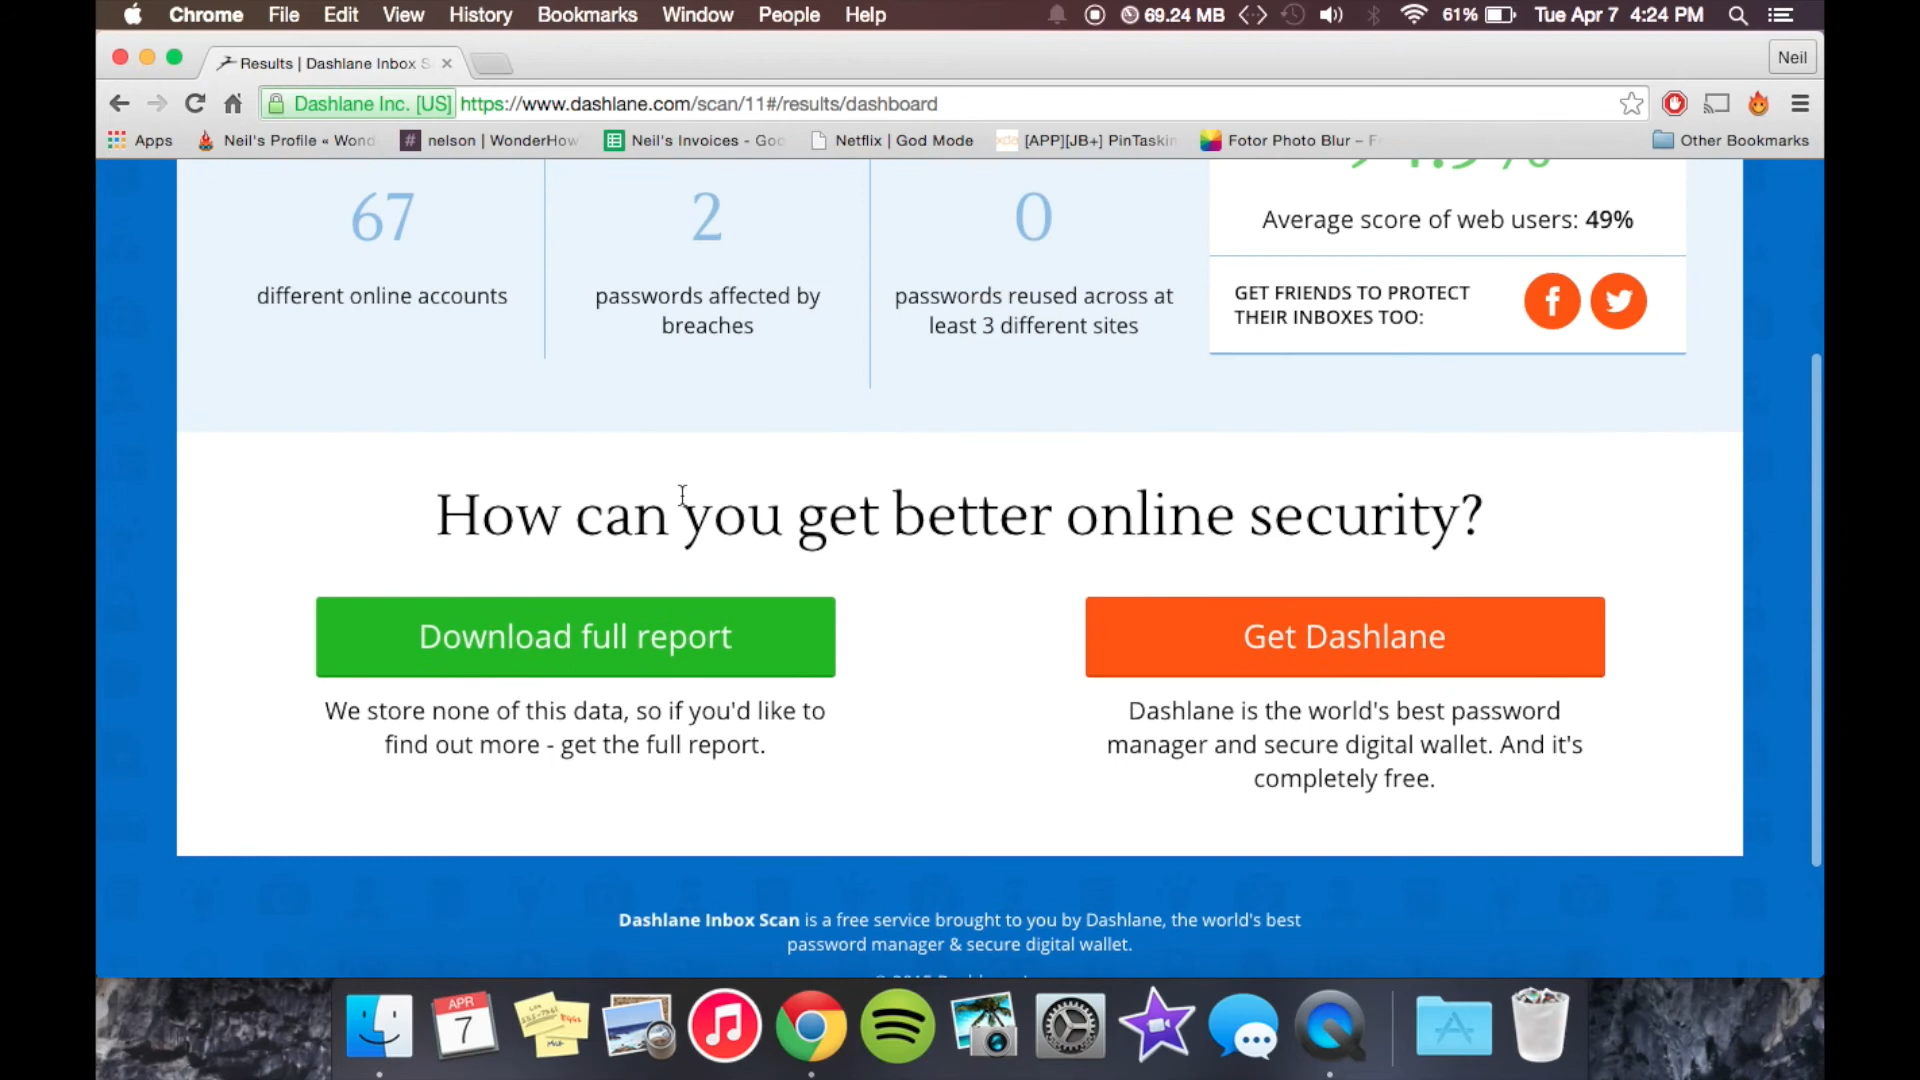 Chrome File Edit View History Bookmarks Window People Help 69.24 MB 61% Tue Apr 7 4:24 PM
Results | Dashlane Inbox S
Neil
Dashlane Inc. [US] https://www.dashlane.com/scan/11#/results/dashboard
Apps Neil's Profile « Wond nelson | WonderHow Neil's Invoices - Goo Netflix | God Mode [APP][JB+] PinTaskin Fotor Photo Blur – F Other Bookmarks
67 2 0
different online accounts
passwords affected by
breaches
passwords reused across at
least 3 different sites
Average score of web users: 49%
GET FRIENDS TO PROTECT
THEIR INBOXES TOO:
How can you get better online security?
Download full report
We store none of this data, so if you'd like to
find out more - get the full report.
Get Dashlane
Dashlane is the world's best password
manager and secure digital wallet. And it's
completely free.
Dashlane Inbox Scan is a free service brought to you by Dashlane, the world's best
password manager & secure digital wallet.
APR
7